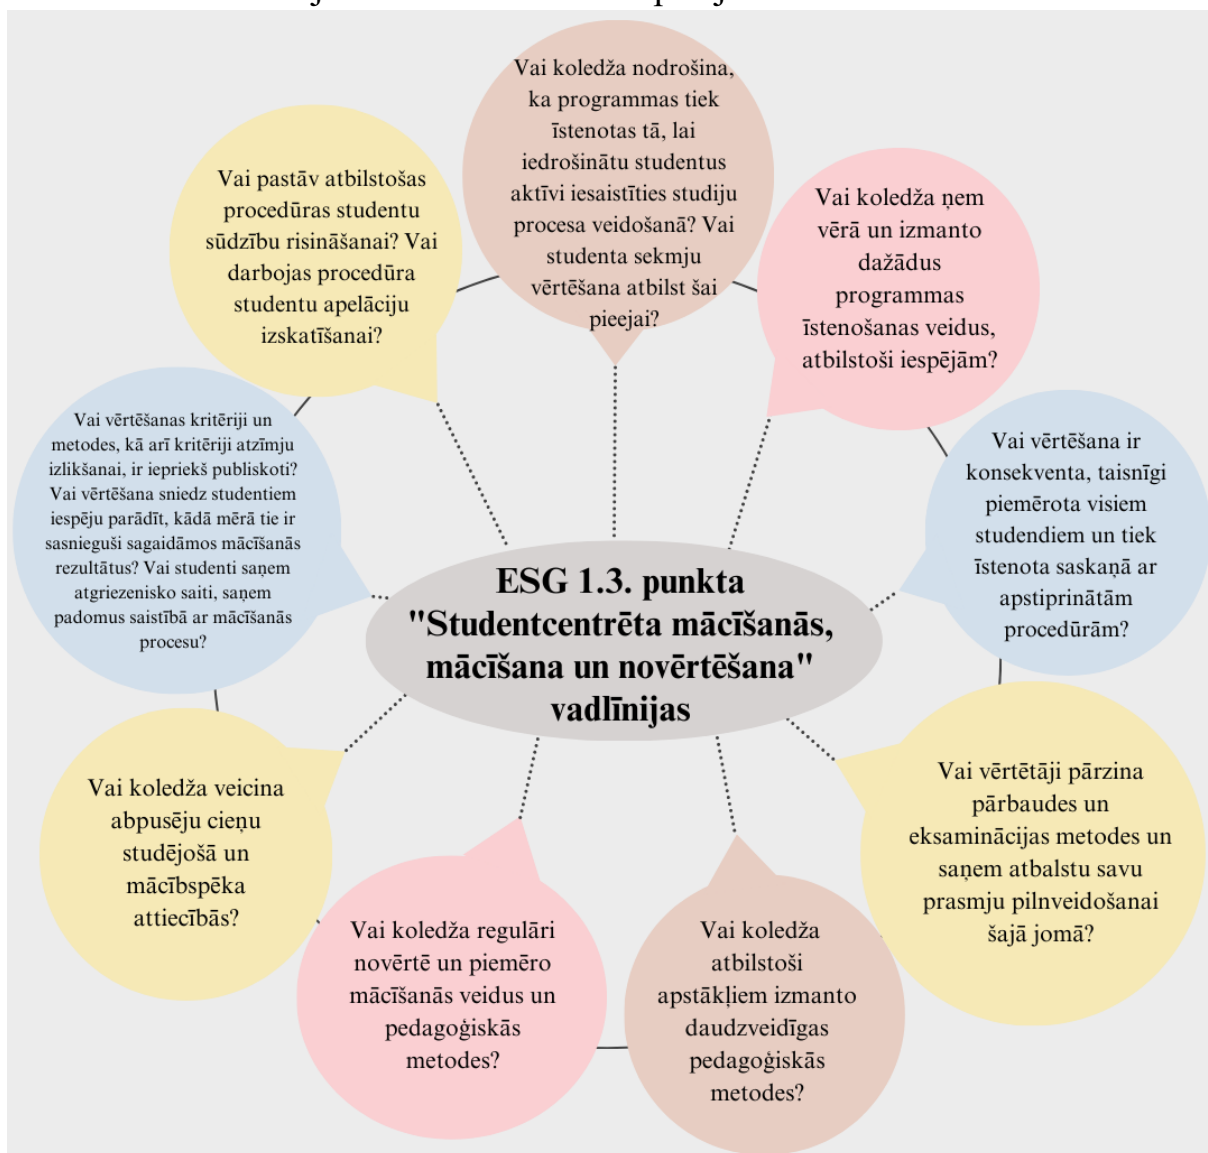 Vai koledža nodrošina,
ka programmas tiek
īstenotas tā, lai
iedrošinātu studentus
aktīvi iesaistīties studiju
procesa veidošanā? Vai
studenta sekmju
vērtēšana atbilst šai
pieejai?
Vai koledža ņem
vērā un izmanto
dažādus
programmas
īstenošanas veidus,
atbilstoši iespējām?
Vai vērtēšana ir
konsekventa, taisnīgi
piemērota visiem
studendiem un tiek
īstenota saskaņā ar
apstiprinātām
procedūrām?
Vai vērtētāji pārzina
pārbaudes un
eksaminācijas metodes un
saņem atbalstu savu
prasmju pilnveidošanai
šajā jomā?
Vai koledža
atbilstoši
apstākļiem izmanto
daudzveidīgas
pedagoģiskās
metodes?
Vai koledža regulāri
novērtē un piemēro
mācīšanās veidus un
pedagoģiskās
metodes?
Vai koledža veicina
abpusēju cieņu
studējošā un
mācībspēka
attiecībās?
Vai vērtēšanas kritēriji un
metodes, kā arī kritēriji atzīmju
izlikšanai, ir iepriekš publiskoti?
Vai vērtēšana sniedz studentiem
iespēju parādīt, kādā mērā tie ir
sasnieguši sagaidāmos mācīšanās
rezultātus? Vai studenti saņem
atgriezenisko saiti, saņem
padomus saistībā ar mācīšanās
procesu?
Vai pastāv atbilstošas
procedūras studentu
sūdzību risināšanai? Vai
darbojas procedūra
studentu apelāciju
izskatīšanai?
ESG 1.3. punkta
"Studentcentrēta mācīšanās,
mācīšana un novērtēšana"
vadlīnijas